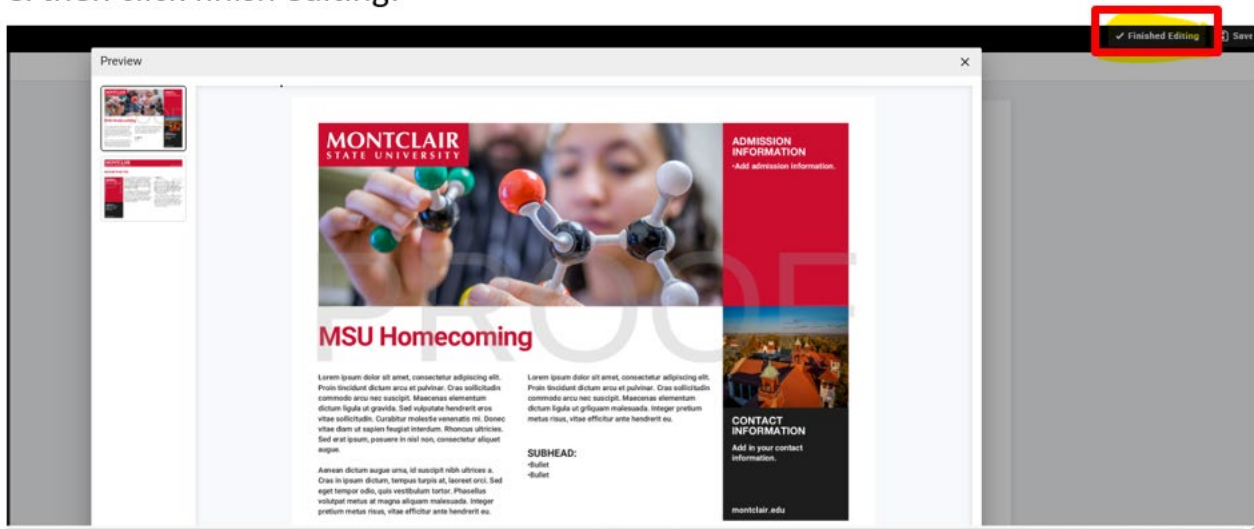 Finished Editing
Save
Preview
MONTCLAIR
STATE UNIVERSITY
ADMISSION
INFORMATION
•Add admission information.
PROOF
MSU Homecoming
Lorem ipsum dolor sit amet, consectetur adipiscing elit.
Proin tincidunt dictum arcu et pulvinar. Cras sollicitudin
commodo arcu nec suscipit. Maecenas elementum
dictum ligula ut gravida. Sed vulputate hendrerit eros
vitae sollicitudin. Curabitur molestie venenatis mi. Donec
vitae diam ut sapien feugiat interdum. Rhoncus ultricies.
Sed erat ipsum, posuere in nisl non, consectetur aliquet
augue.
Aenean dictum augue urna, id suscipit nibh ultrices a.
Cras in ipsum dictum, tempus turpis at, laoreet orci. Sed
eget tempor odio, quis vestibulum tortor. Phasellus
volutpat metus at magna aliquam malesuada. Integer
pretium metus risus, vitae efficitur ante hendrerit eu.
Lorem ipsum dolor sit amet, consectetur adipiscing elit.
Proin tincidunt dictum arcu et pulvinar. Cras sollicitudin
commodo arcu nec suscipit. Maecenas elementum
dictum ligula ut griquam malesuada. Integer pretium
metus risus, vitae efficitur ante hendrerit eu.
SUBHEAD:
•Bullet
•Bullet
CONTACT
INFORMATION
Add in your contact
information.
montclair.edu